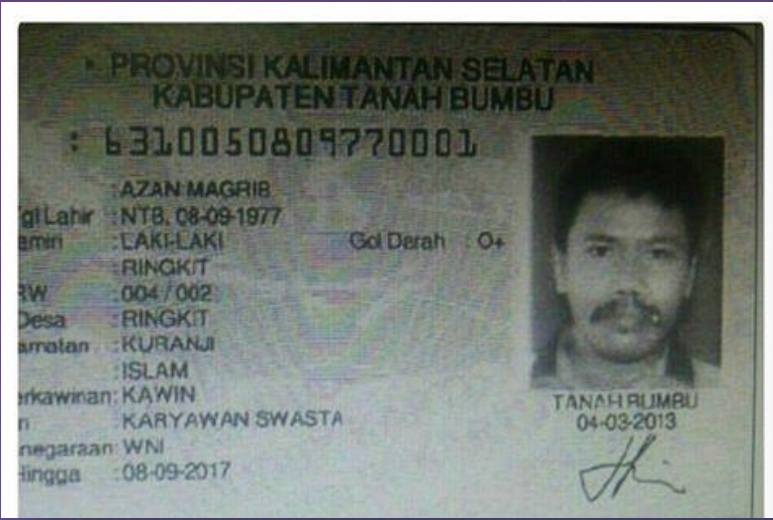 PROVINSI KALIMANTAN SELATAN
KABUPATEN TANAH BUMBU
: 6310050809770001
: AZAN MAGRIB
gl Lahir : NTB, 08-09-1977
amin : LAKI-LAKI Gol Darah : O+
: RINGKIT
RW : 004 / 002
Desa : RINGKIT
amatan : KURANJI
: ISLAM
erkawinan : KAWIN
n : KARYAWAN SWASTA
negaraan : WNI
Hingga : 08-09-2017
TANAH BUMBU
04-03-2013